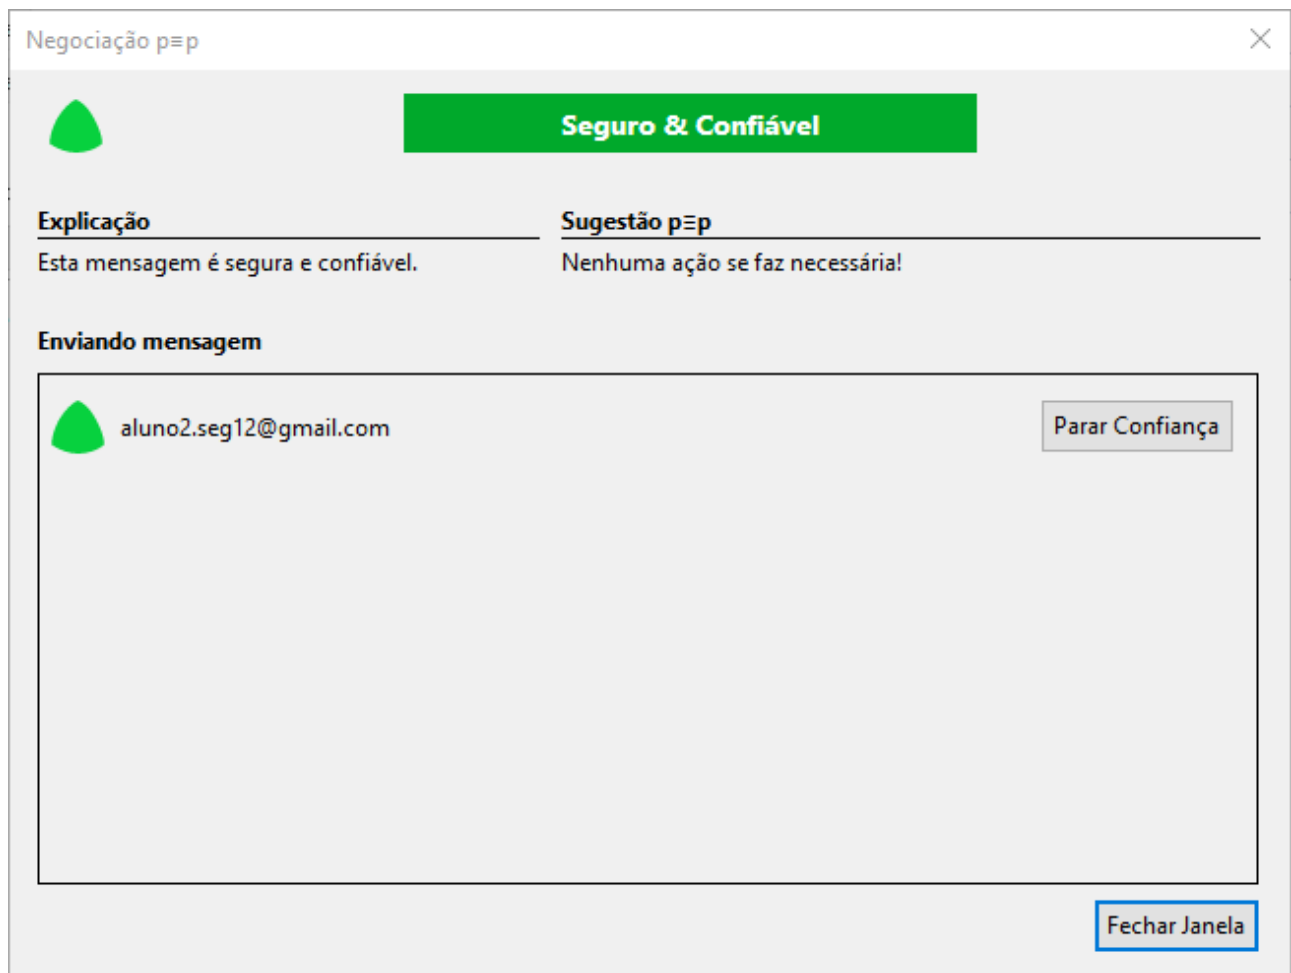 Negociação p≡p
Seguro & Confiável
Explicação
Sugestão p≡p
Esta mensagem é segura e confiável.
Nenhuma ação se faz necessária!
Enviando mensagem
aluno2.seg12@gmail.com
Parar Confiança
Fechar Janela